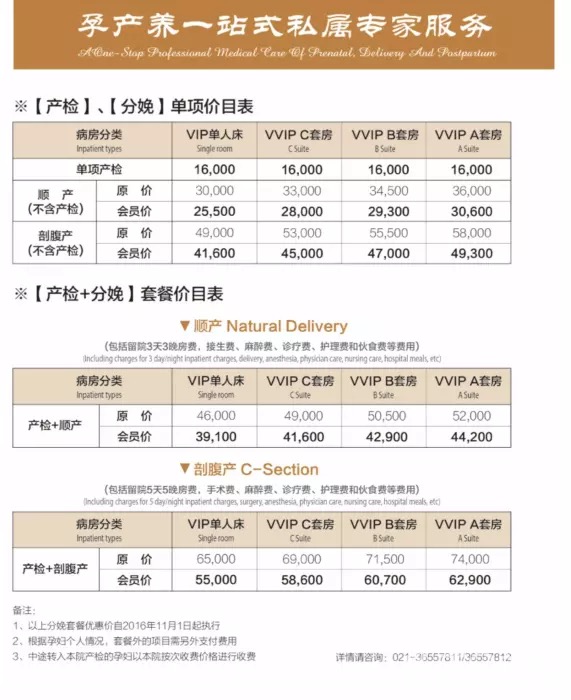 孕产养一站式私属专家服务
A One-Stop Professional Medical Care Of Prenatal, Delivery And Postpartum
※【产检】、【分娩】单项价目表
病房分类 VIP单人床 VVIP C套房 VVIP B套房 VVIP A套房
Inpatient types Single room C Suite B Suite A Suite
单项产检 16,000 16,000 16,000 16,000
顺 产 原 价 30,000 33,000 34,500 36,000
(不含产检) 会员价 25,500 28,000 29,300 30,600
剖腹产 原 价 49,000 53,000 55,500 58,000
(不含产检) 会员价 41,600 45,000 47,000 49,300
※【产检+分娩】套餐价目表
▼顺产 Natural Delivery
(包括留院3天3晚房费，接生费、麻醉费、诊疗费、护理费和伙食费等费用)
(Including charges for 3 day/night inpatient charges, delivery, anesthesia, physician care, nursing care, hospital meals, etc)
病房分类 VIP单人床 VVIP C套房 VVIP B套房 VVIP A套房
Inpatient types Single room C Suite B Suite A Suite
产检+顺产 原 价 46,000 49,000 50,500 52,000
会员价 39,100 41,600 42,900 44,200
▼剖腹产 C-Section
(包括留院5天5晚房费，手术费、麻醉费、诊疗费、护理费和伙食费等费用)
(Including charges for 5 day/night inpatient charges, surgery, anesthesia, physician care, nursing care, hospital meals, etc)
病房分类 VIP单人床 VVIP C套房 VVIP B套房 VVIP A套房
Inpatient types Single room C Suite B Suite A Suite
产检+剖腹产 原 价 65,000 69,000 71,500 74,000
会员价 55,000 58,600 60,700 62,900
备注：
1、以上分娩套餐优惠价自2016年11月1日起执行
2、根据孕妇个人情况，套餐外的项目需另外支付费用
3、中途转入本院产检的孕妇以本院按次收费价格进行收费 详情请咨询：021-36557811/36557812